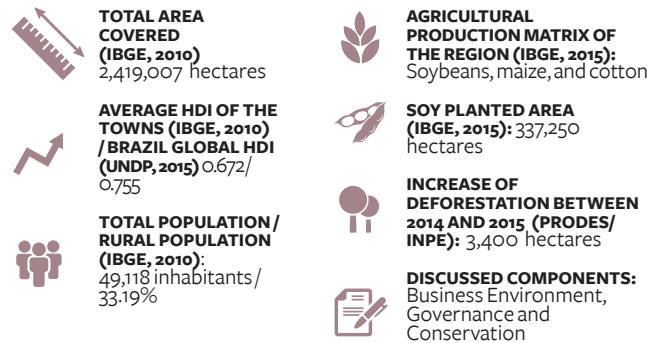 TOTAL AREA
COVERED
(IBGE, 2010)
2,419,007 hectares
AVERAGE HDI OF THE
TOWNS (IBGE, 2010)
/ BRAZIL GLOBAL HDI
(UNDP, 2015) 0.672/
0.755
TOTAL POPULATION /
RURAL POPULATION
(IBGE, 2010):
49,118 inhabitants /
33.19%
AGRICULTURAL
PRODUCTION MATRIX OF
THE REGION (IBGE, 2015):
Soybeans, maize, and cotton
SOY PLANTED AREA
(IBGE, 2015): 337,250
hectares
INCREASE OF
DEFORESTATION BETWEEN
2014 AND 2015 (PRODES/
INPE): 3,400 hectares
DISCUSSED COMPONENTS:
Business Environment,
Governance and
Conservation